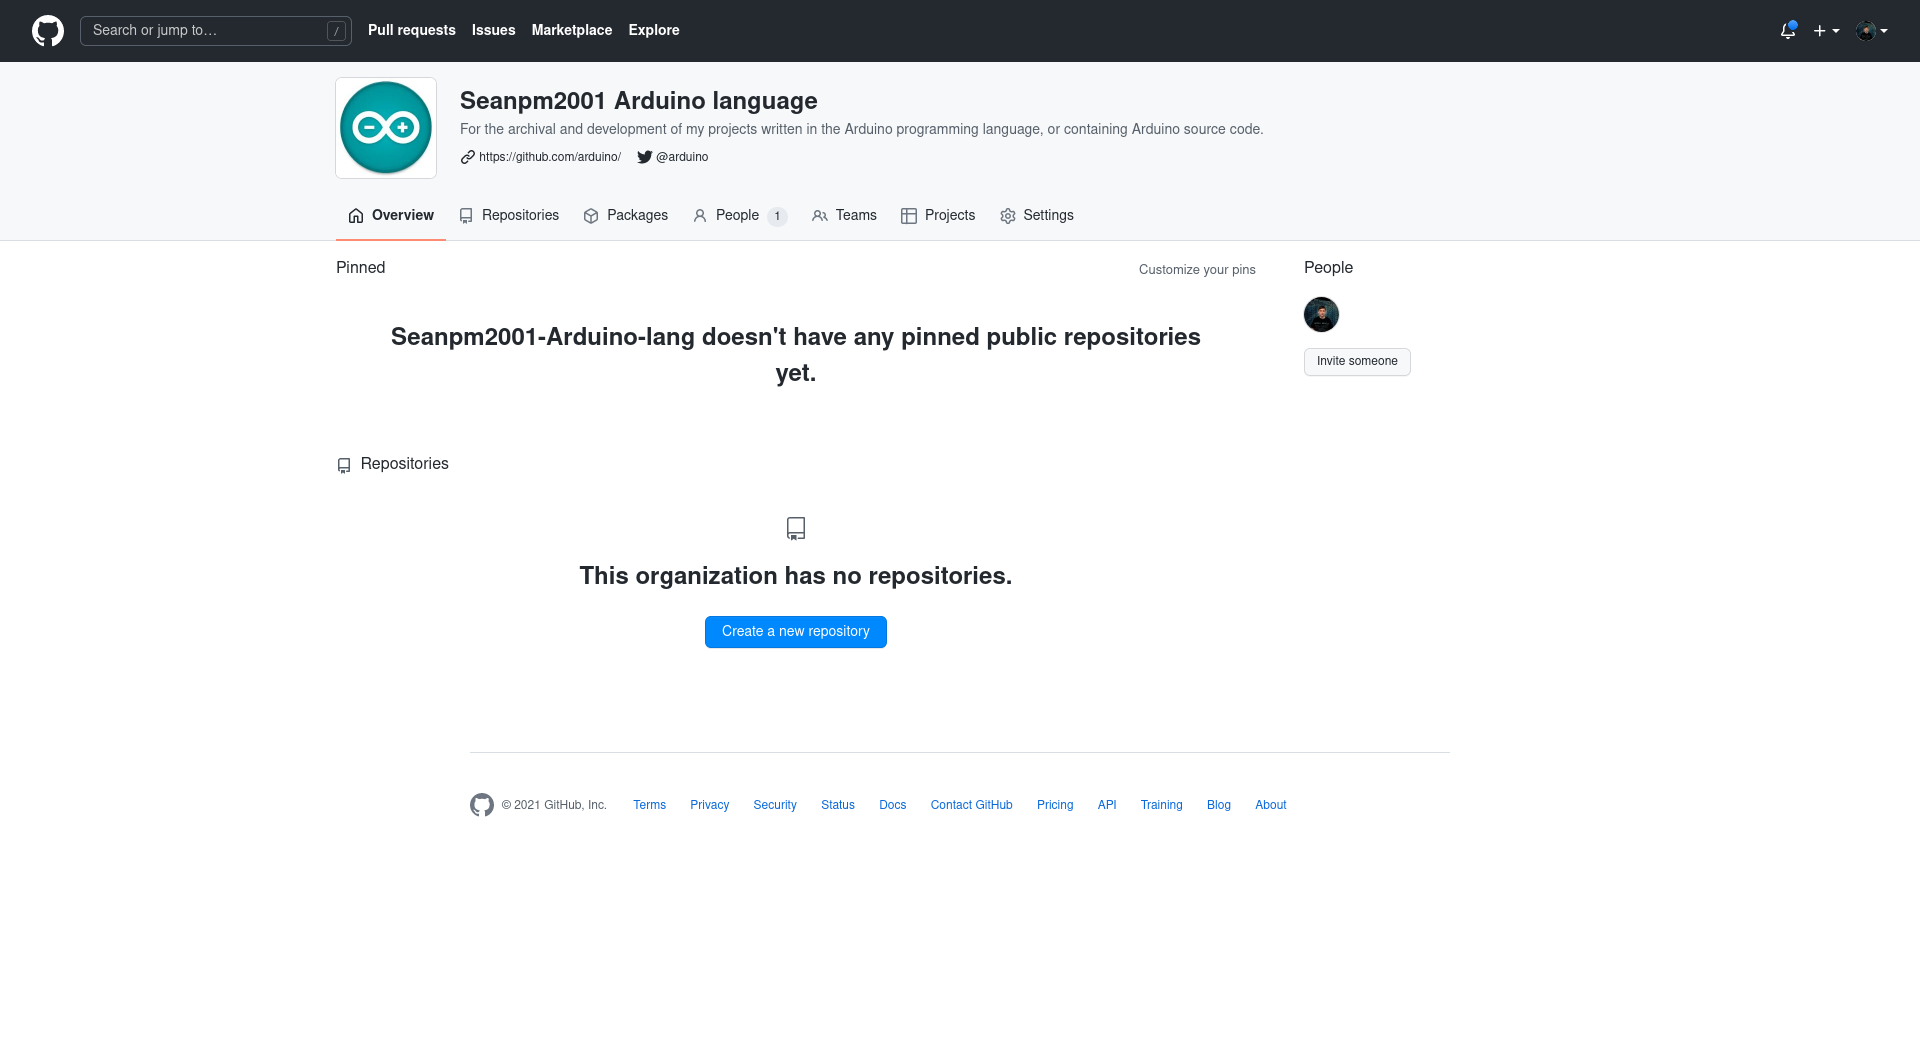 Search or jump to… /
Pull requests
Issues
Marketplace
Explore
Seanpm2001 Arduino language
For the archival and development of my projects written in the Arduino programming language, or containing Arduino source code.
https://github.com/arduino/ @arduino
Overview
Repositories
Packages
People 1
Teams
Projects
Settings
Pinned
Customize your pins
Seanpm2001-Arduino-lang doesn't have any pinned public repositories
yet.
People
Invite someone
Repositories
This organization has no repositories.
Create a new repository
© 2021 GitHub, Inc.
Terms
Privacy
Security
Status
Docs
Contact GitHub
Pricing
API
Training
Blog
About